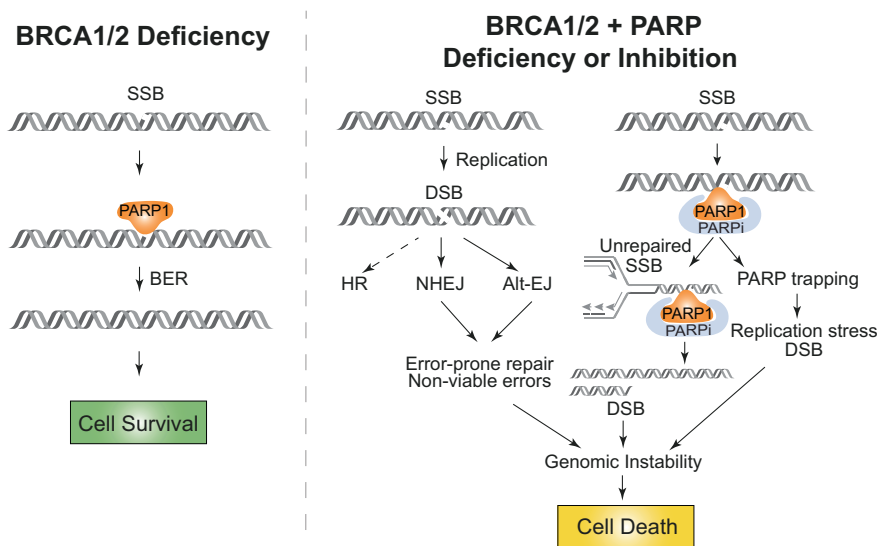 BRCA1/2 Deficiency
SSB
PARP1
BER
Cell Survival
BRCA1/2 + PARP
Deficiency or Inhibition
SSB
Replication
DSB
HR
NHEJ
Alt-EJ
Error-prone repair
Non-viable errors
SSB
PARP1
PARPi
Unrepaired
SSB
PARP1
PARPi
DSB
PARP trapping
Replication stress
DSB
Genomic Instability
Cell Death